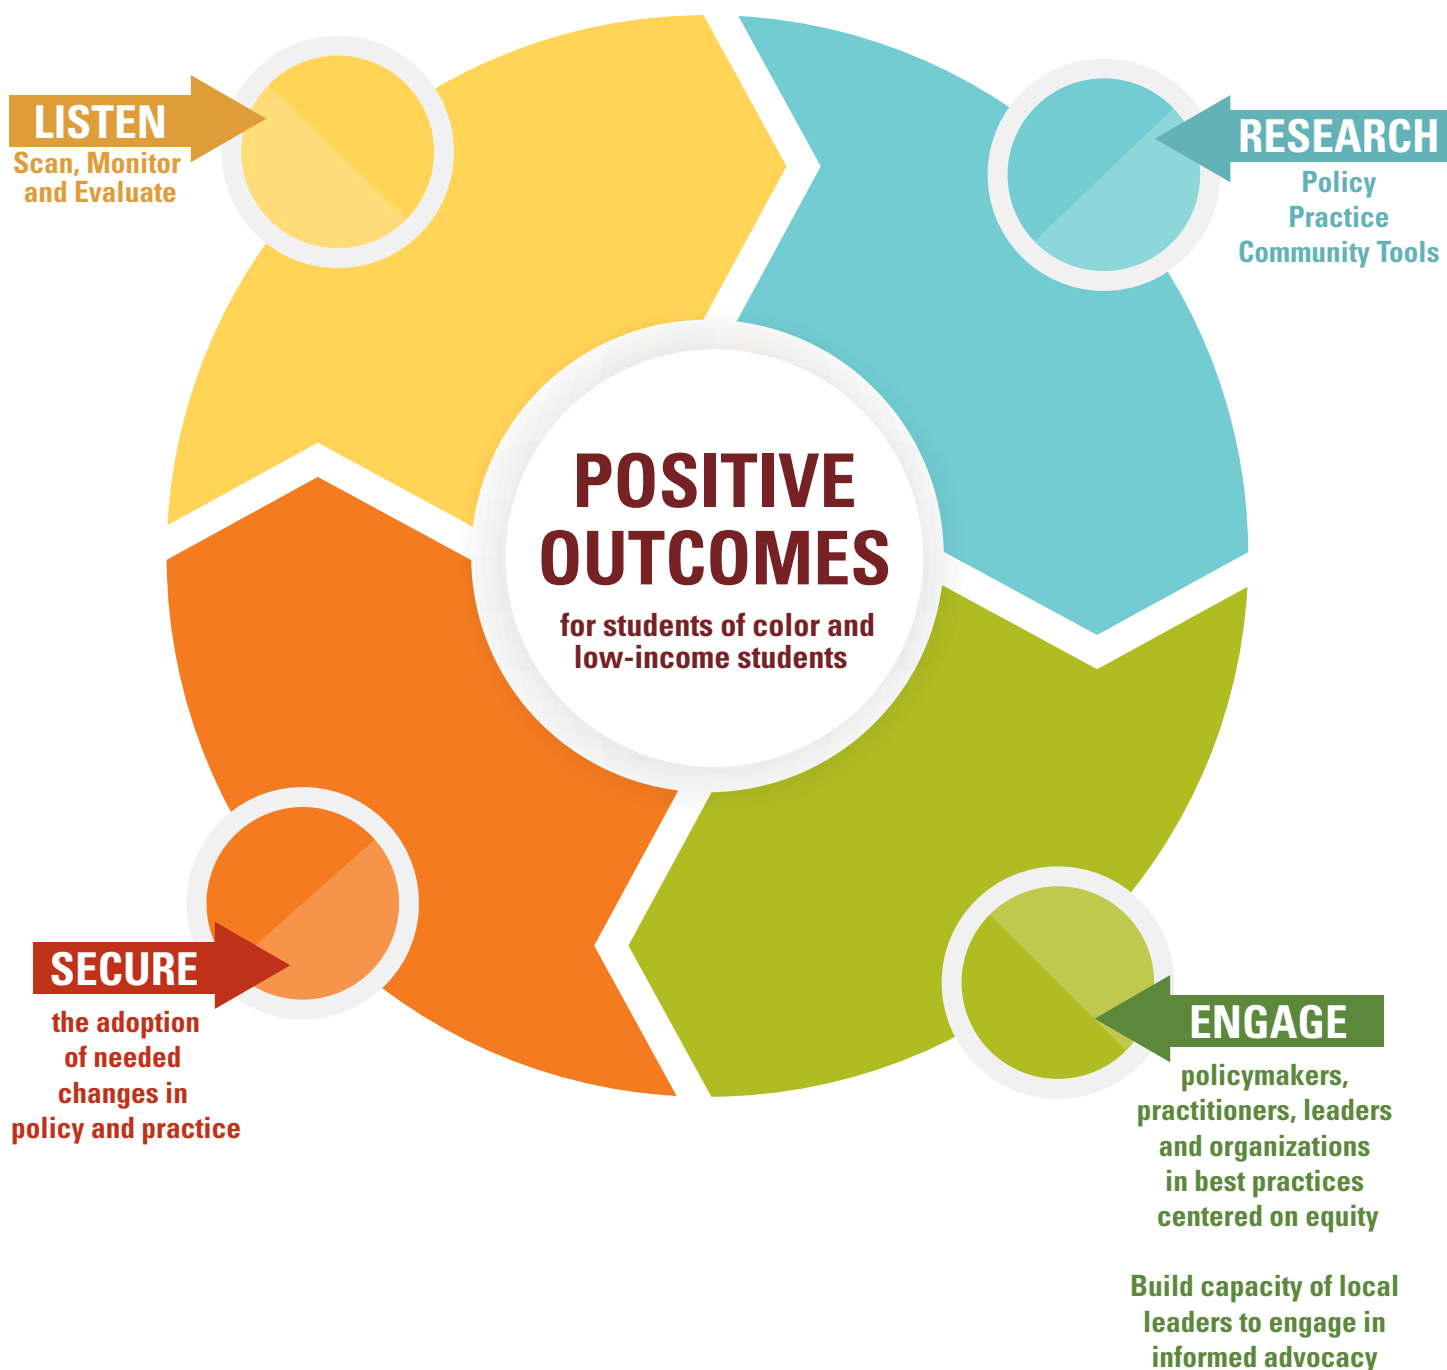 LISTEN
Scan, Monitor
and Evaluate
RESEARCH
Policy
Practice
Community Tools
POSITIVE
OUTCOMES
for students of color and
low-income students
SECURE
the adoption
of needed
changes in
policy and practice
ENGAGE
policymakers,
practitioners, leaders
and organizations
in best practices
centered on equity
Build capacity of local
leaders to engage in
informed advocacy